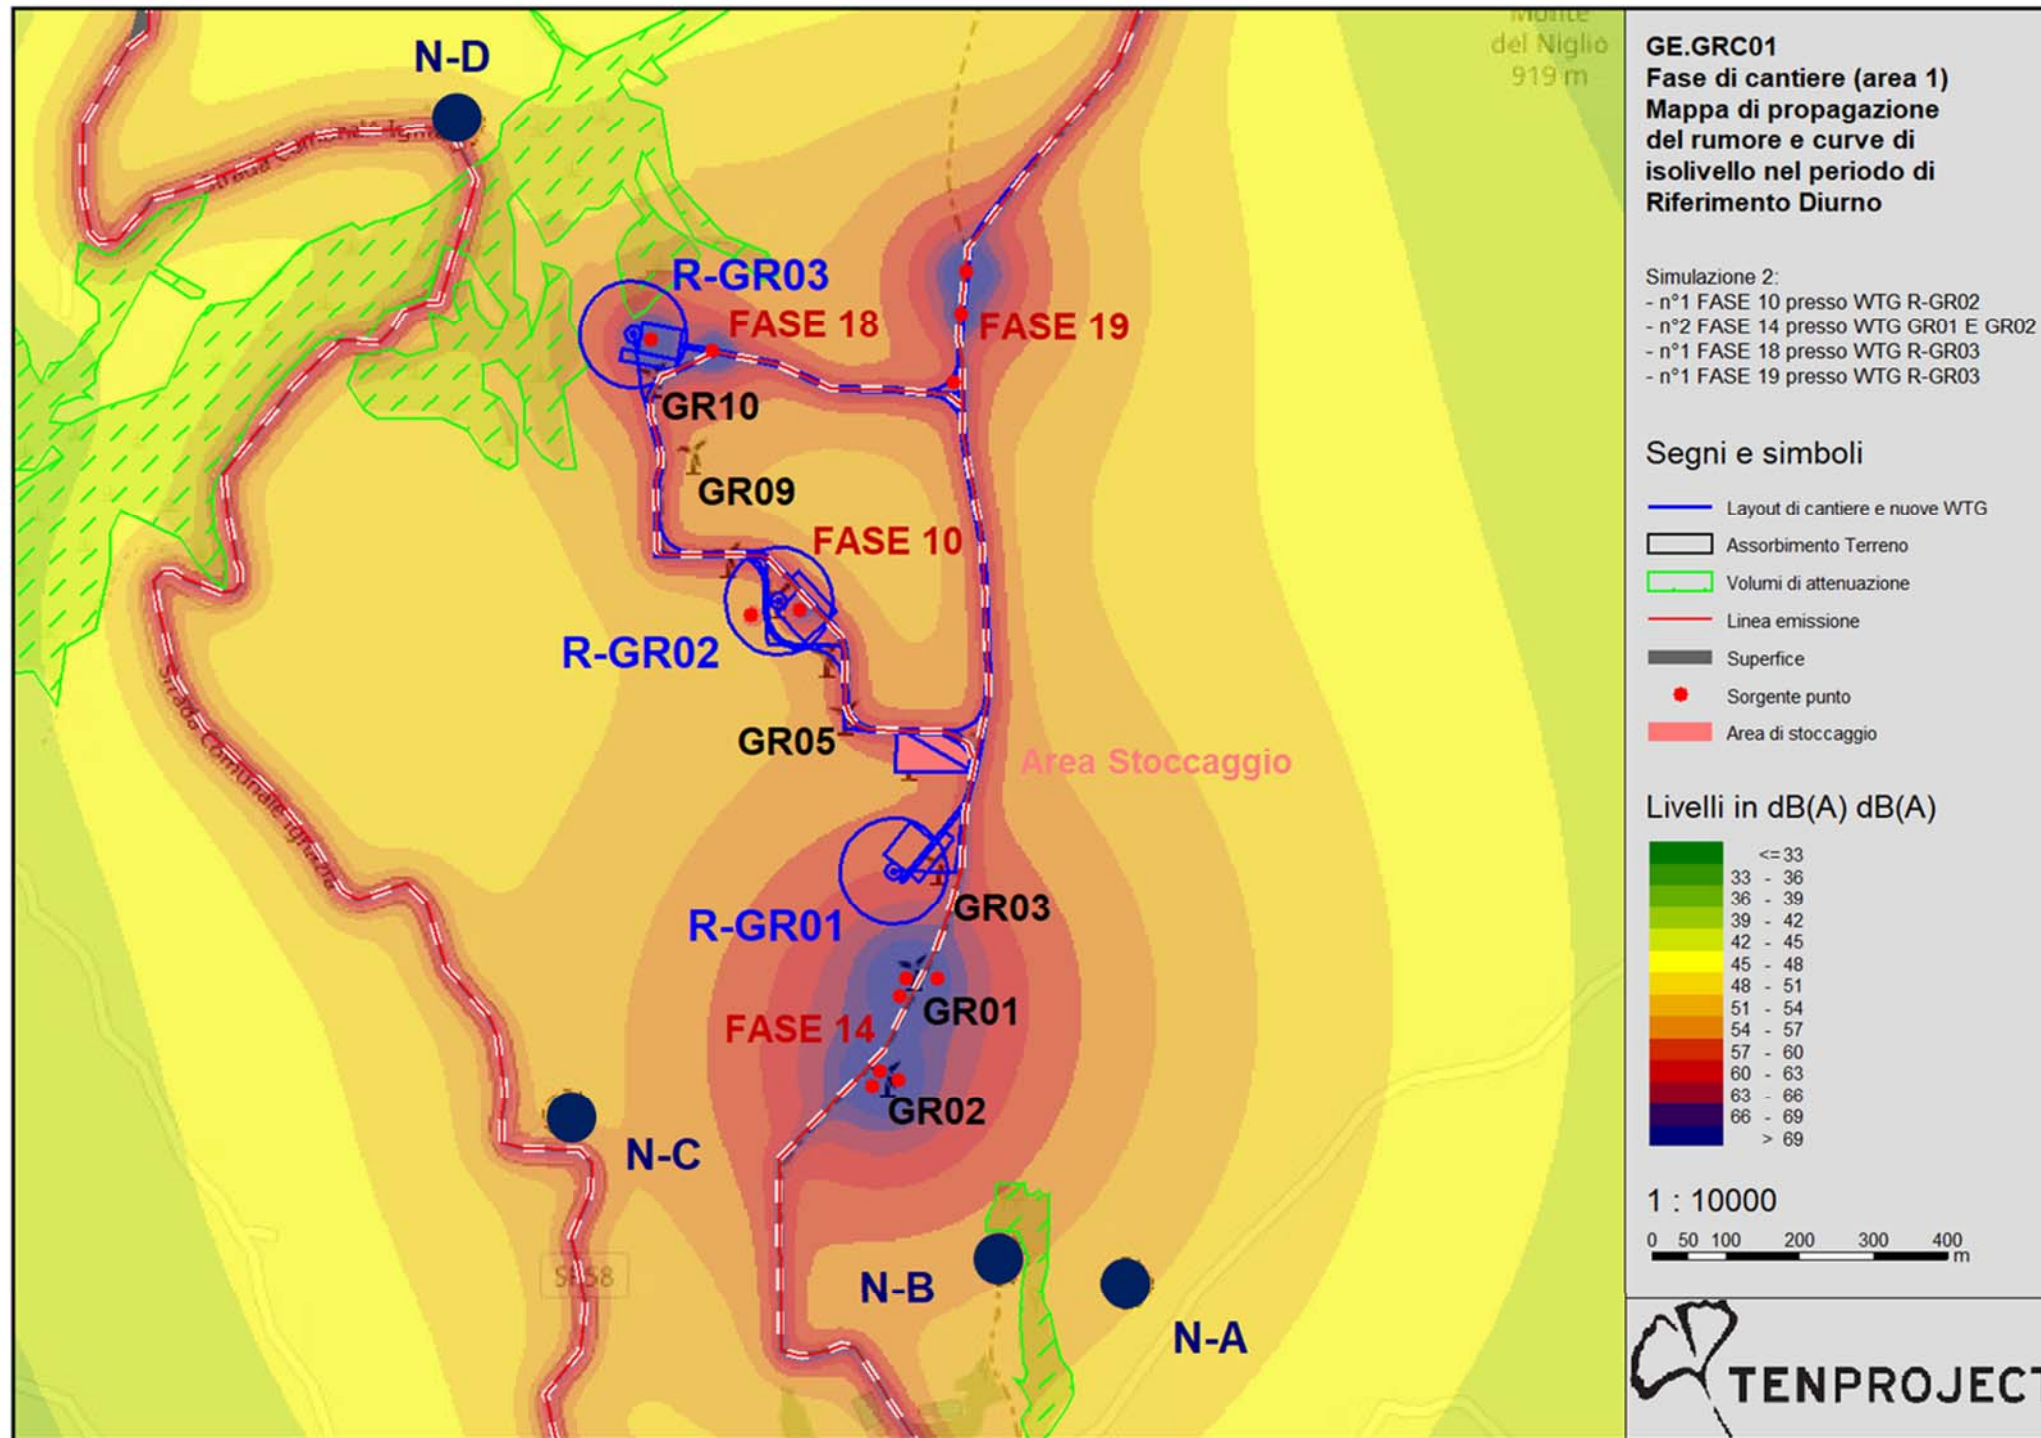 Monte
del Niglio
919 m
N-D
R-GR03
FASE 18
FASE 19
GR10
GR09
FASE 10
R-GR02
GR05
Area Stoccaggio
Strada Comunale Ignazia
R-GR01
GR03
GR01
FASE 14
GR02
N-C
SP58
N-B
N-A
GE.GRC01
Fase di cantiere (area 1)
Mappa di propagazione
del rumore e curve di
isolivello nel periodo di
Riferimento Diurno
Simulazione 2:
- n°1 FASE 10 presso WTG R-GR02
- n°2 FASE 14 presso WTG GR01 E GR02
- n°1 FASE 18 presso WTG R-GR03
- n°1 FASE 19 presso WTG R-GR03
Segni e simboli
Layout di cantiere e nuove WTG
Assorbimento Terreno
Volumi di attenuazione
Linea emissione
Superfice
Sorgente punto
Area di stoccaggio
Livelli in dB(A) dB(A)
<= 33
33 - 36
36 - 39
39 - 42
42 - 45
45 - 48
48 - 51
51 - 54
54 - 57
57 - 60
60 - 63
63 - 66
66 - 69
> 69
1 : 10000
0 50 100 200 300 400
m
TENPROJECT